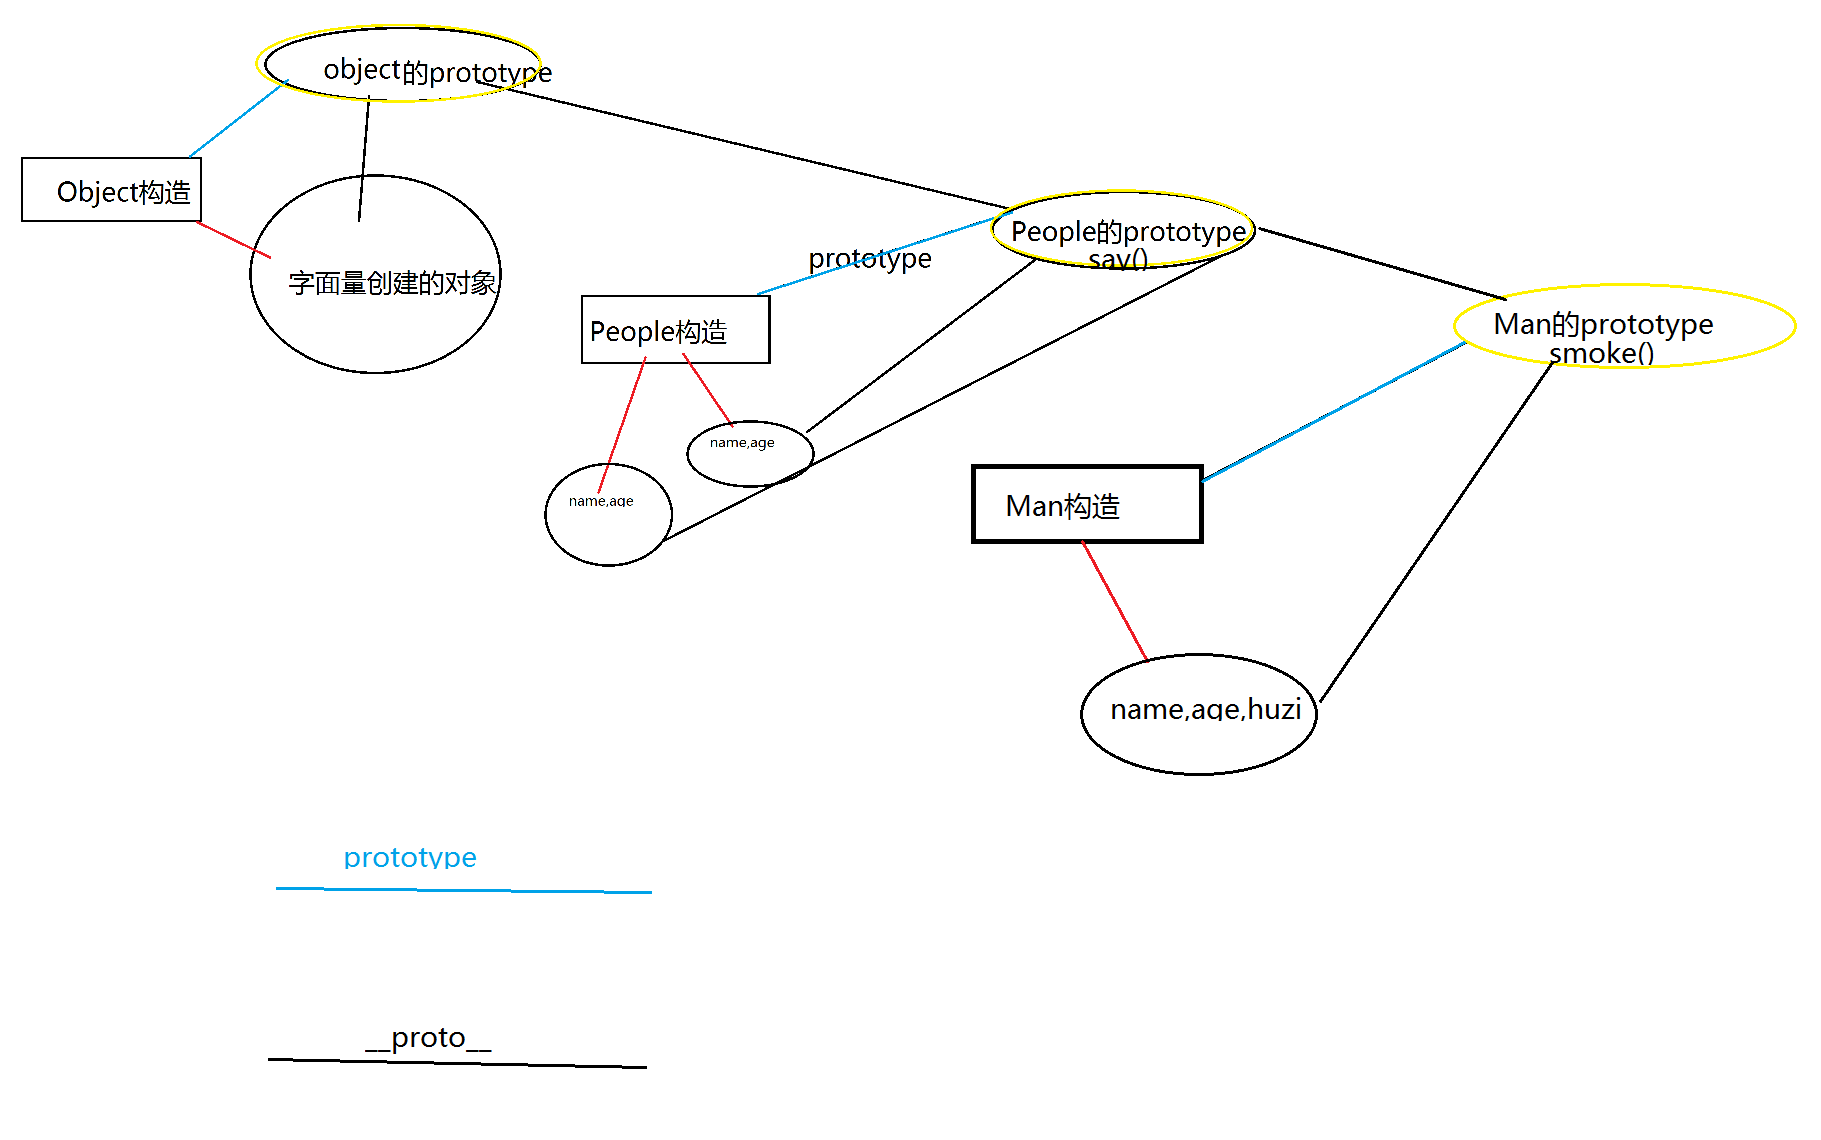 object的prototype
Object构造
字面量创建的对象
People的prototype
say()
prototype
People构造
Man的prototype
smoke()
name,age
name,age
Man构造
name,age,huzi
prototype
__proto__